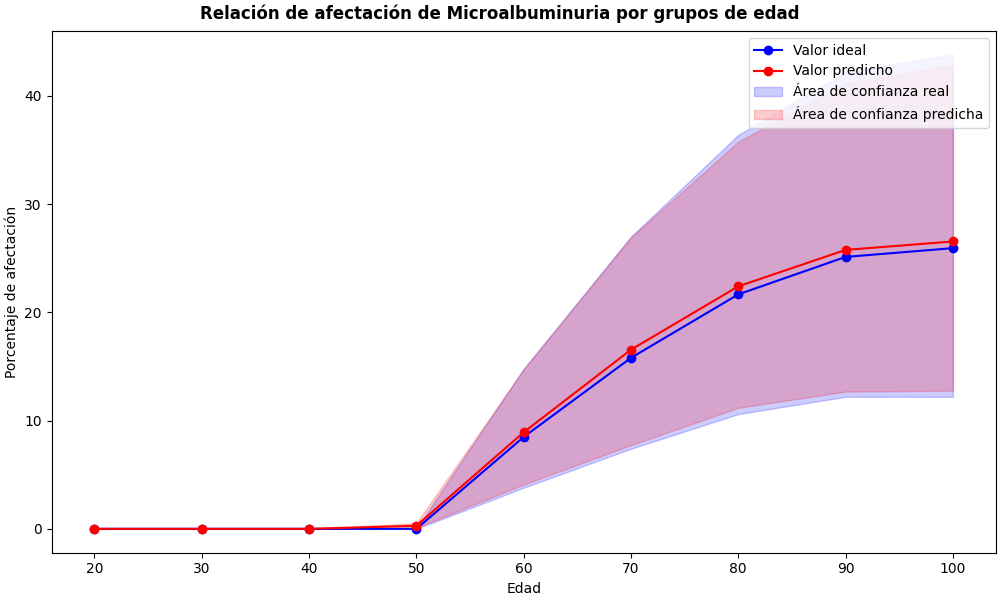 Relación de afectación de Microalbuminuria por grupos de edad
Valor ideal
Valor predicho
Área de confianza real
Área de confianza predicha
Porcentaje de afectación
40
30
20
10
0
20 30 40 50 60 70 80 90 100
Edad